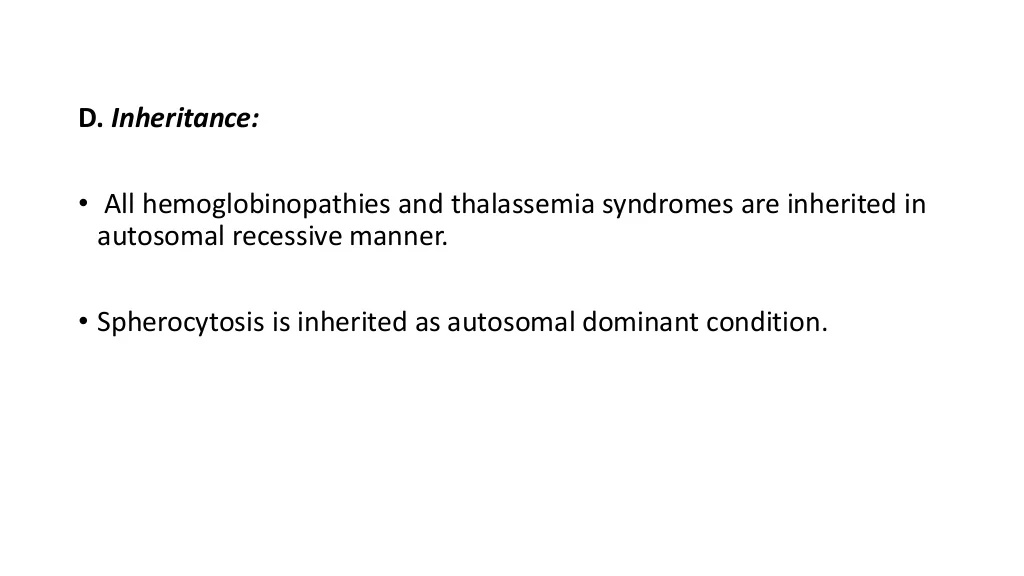 D. Inheritance:
• All hemoglobinopathies and thalassemia syndromes are inherited in
autosomal recessive manner.
• Spherocytosis is inherited as autosomal dominant condition.